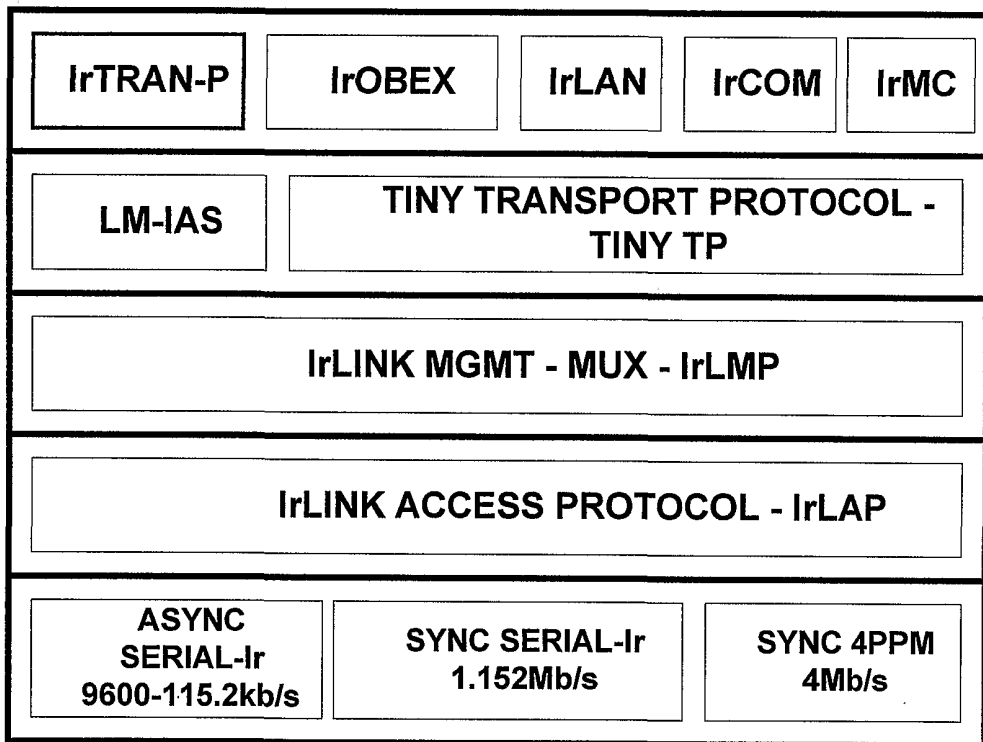 IrTRAN-P
IrOBEX
IrLAN
IrCOM
IrMC
LM-IAS
TINY TRANSPORT PROTOCOL -
TINY TP
IrLINK MGMT - MUX - IrLMP
IrLINK ACCESS PROTOCOL - IrLAP
ASYNC
SERIAL-Ir
9600-115.2kb/s
SYNC SERIAL-Ir
1.152Mb/s
SYNC 4PPM
4Mb/s